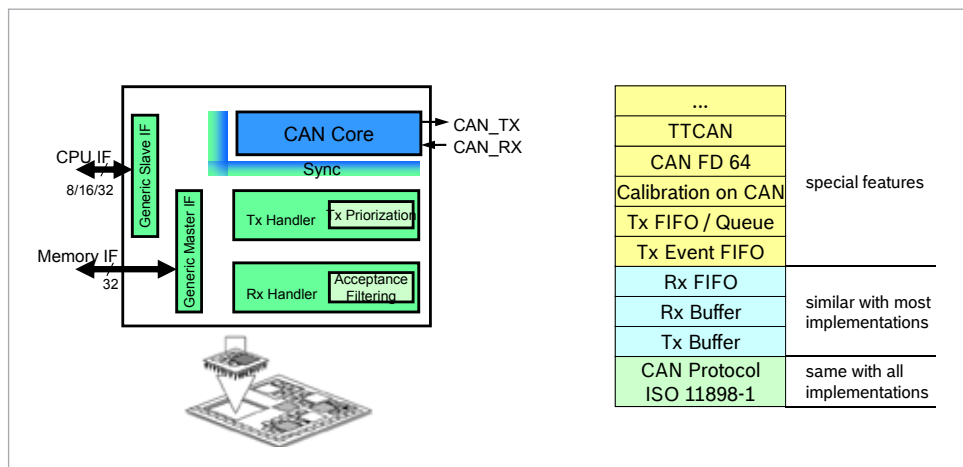 CAN Core
CAN_TX
CAN_RX
Sync
CPU IF
8/16/32
Generic Slave IF
Generic Master IF
Memory IF
32
Tx Handler
Tx Priorization
Rx Handler
Acceptance
Filtering
...
TTCAN
CAN FD 64
Calibration on CAN
Tx FIFO / Queue
Tx Event FIFO
special features
Rx FIFO
Rx Buffer
Tx Buffer
similar with most
implementations
CAN Protocol
ISO 11898-1
same with all
implementations